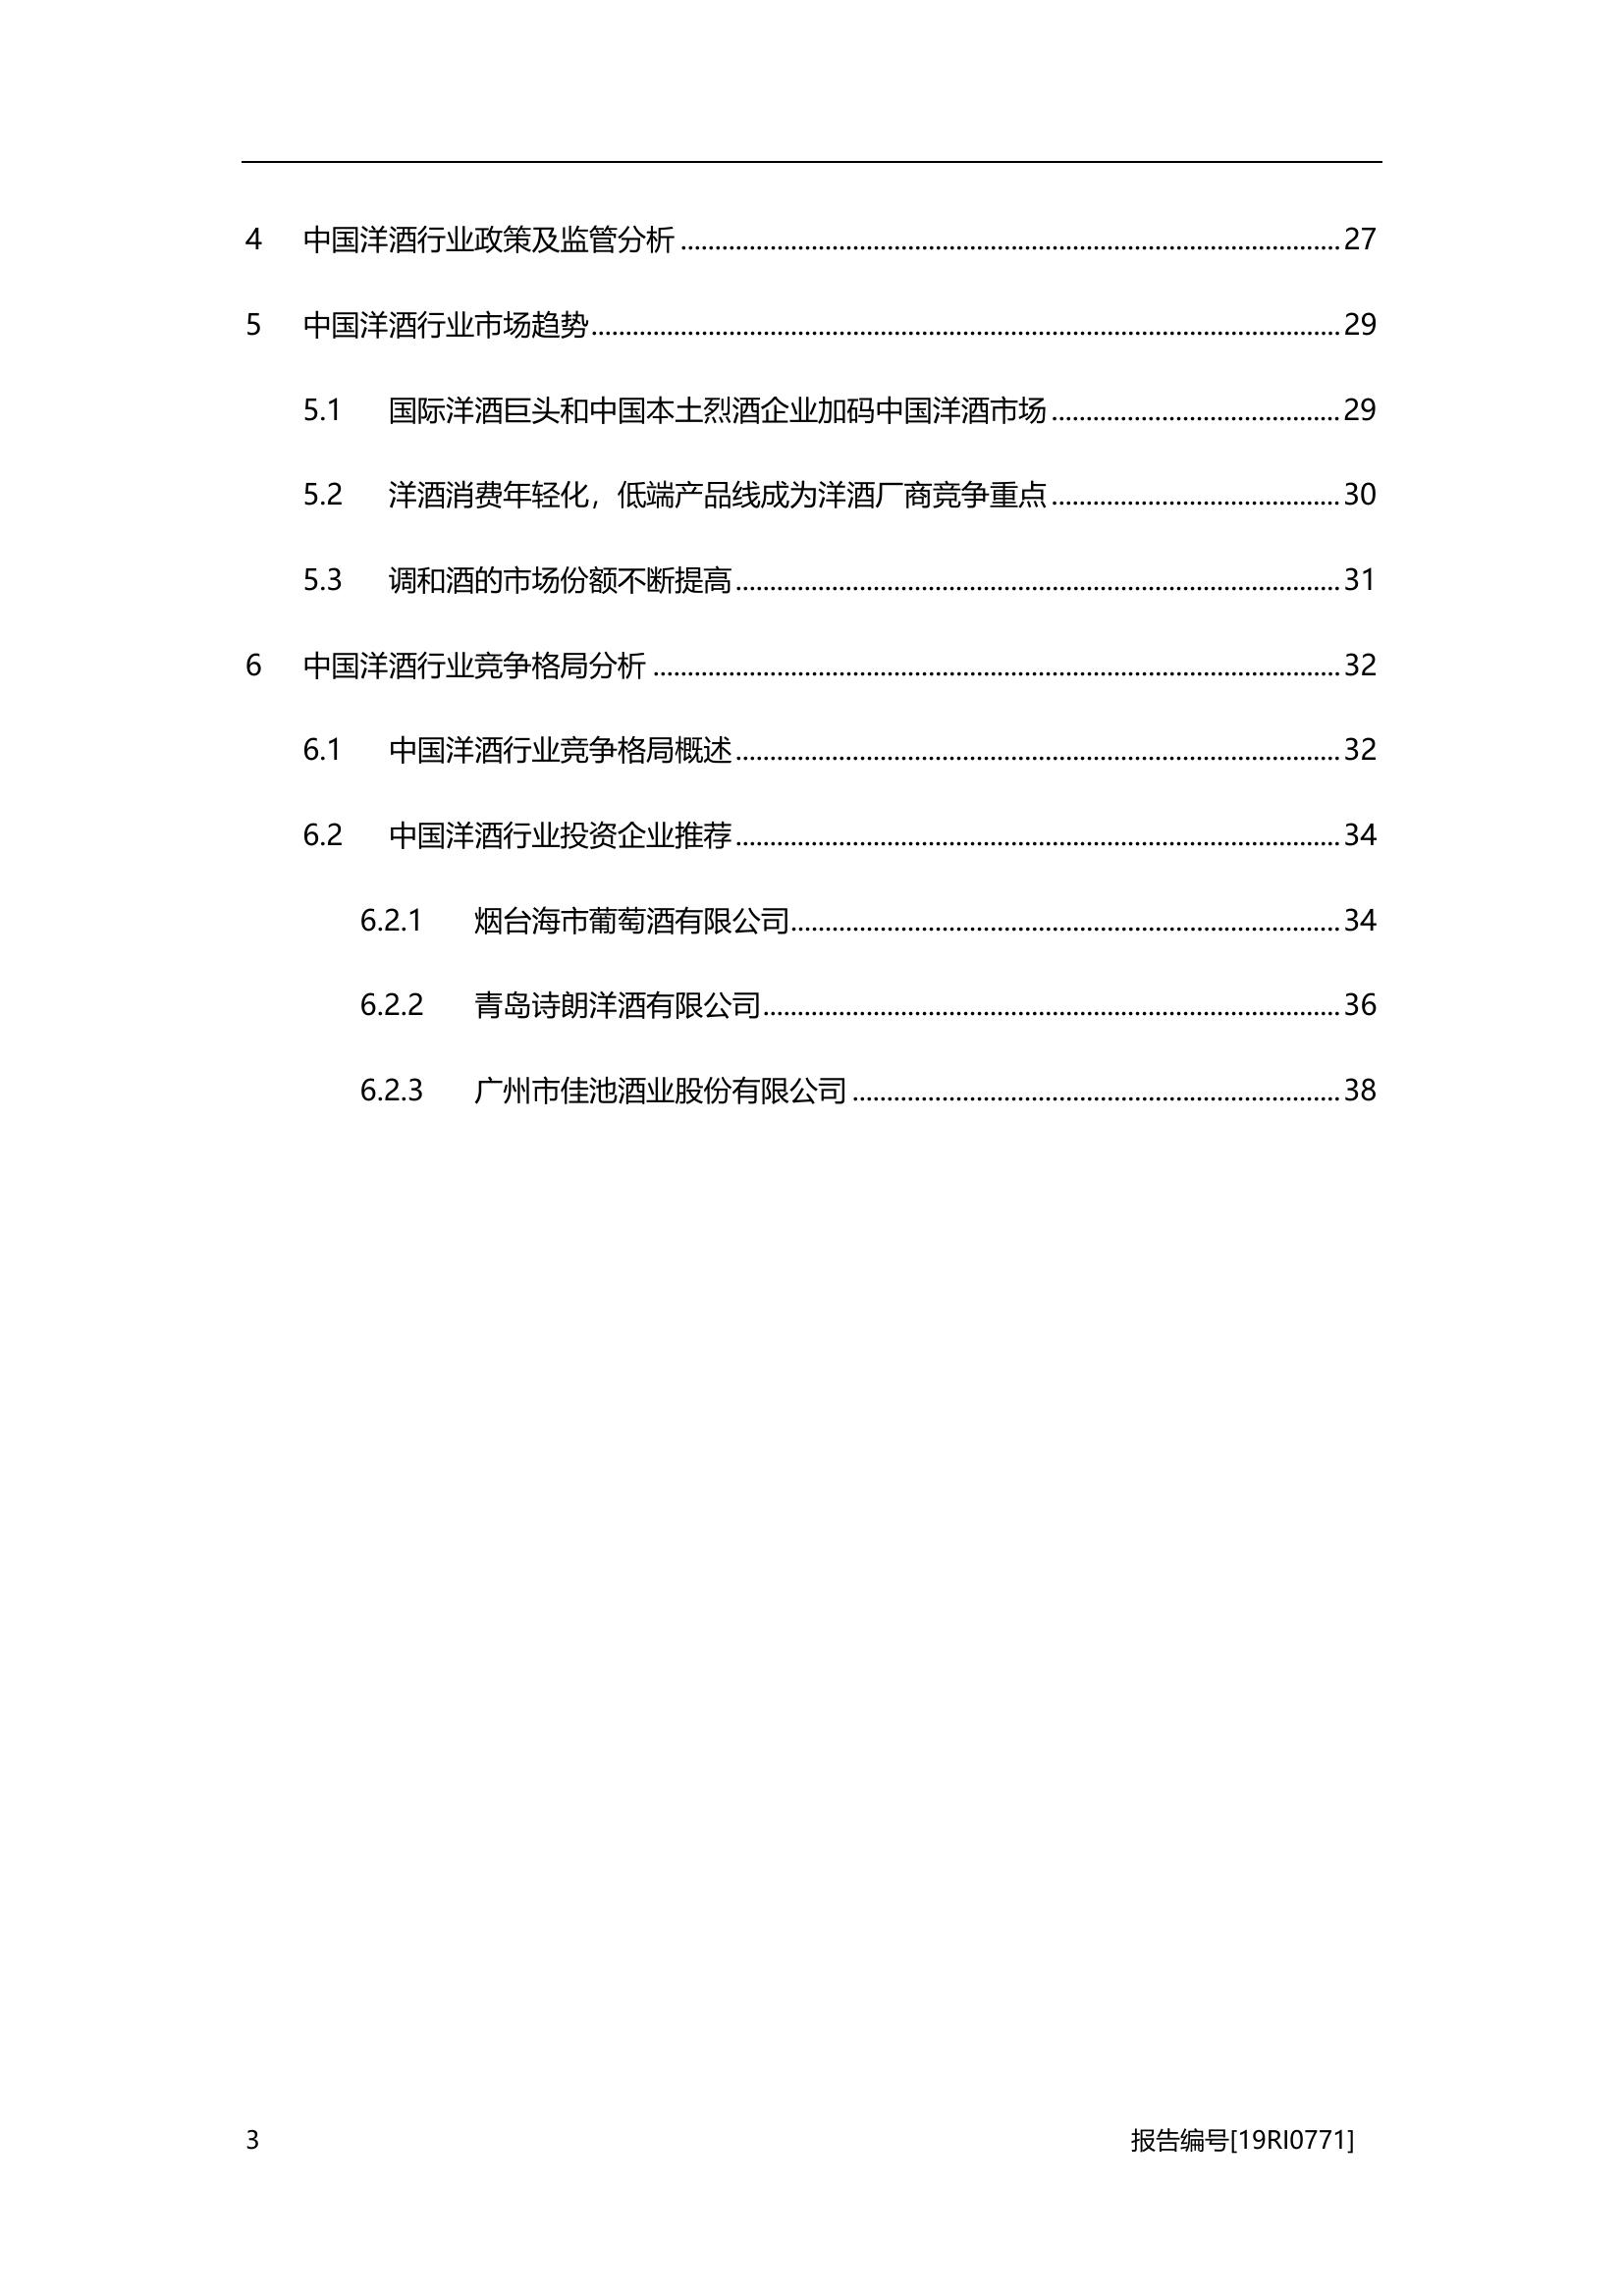 4 中国洋酒行业政策及监管分析 27
5 中国洋酒行业市场趋势 29
5.1 国际洋酒巨头和中国本土烈酒企业加码中国洋酒市场 29
5.2 洋酒消费年轻化，低端产品线成为洋酒厂商竞争重点 30
5.3 调和酒的市场份额不断提高 31
6 中国洋酒行业竞争格局分析 32
6.1 中国洋酒行业竞争格局概述 32
6.2 中国洋酒行业投资企业推荐 34
6.2.1 烟台海市葡萄酒有限公司 34
6.2.2 青岛诗朗洋酒有限公司 36
6.2.3 广州市佳池酒业股份有限公司 38
3 报告编号[19RI0771]